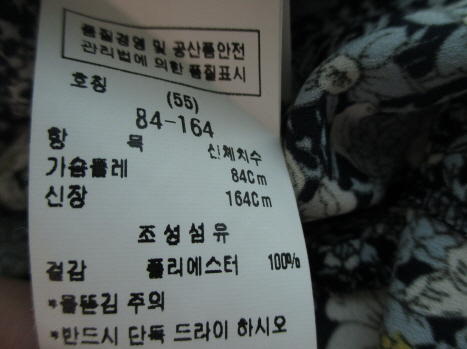 품질경영 및 공산품안전
관리법에 의한 품질표시
호칭 (55)
84-164
항 목 신체치수
가슴둘레 84Cm
신장 164Cm
조성섬유
겉감 폴리에스터 100%
*물뜬김 주의
*반드시 단독 드라이 하시오